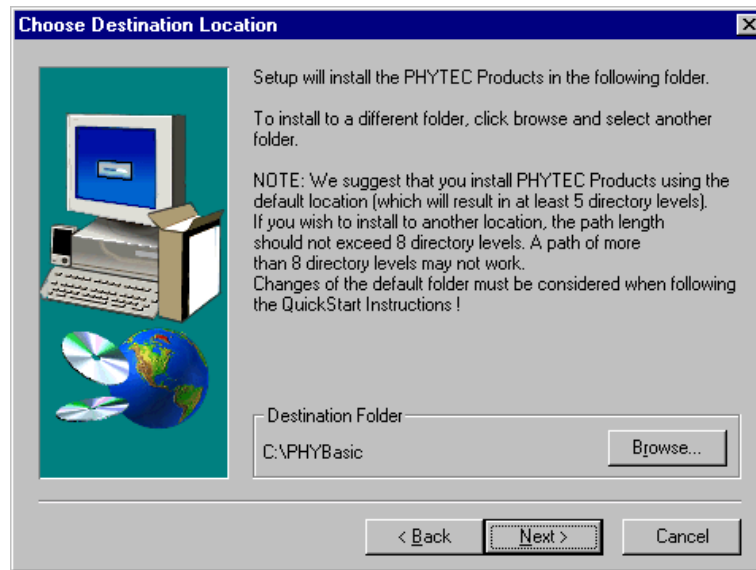 Choose Destination Location
Setup will install the PHYTEC Products in the following folder.
To install to a different folder, click browse and select another
folder.
NOTE: We suggest that you install PHYTEC Products using the
default location (which will result in at least 5 directory levels).
If you wish to install to another location, the path length
should not exceed 8 directory levels. A path of more
than 8 directory levels may not work.
Changes of the default folder must be considered when following
the QuickStart Instructions !
Destination Folder
C:\PHYBasic
Browse...
< Back
Next >
Cancel